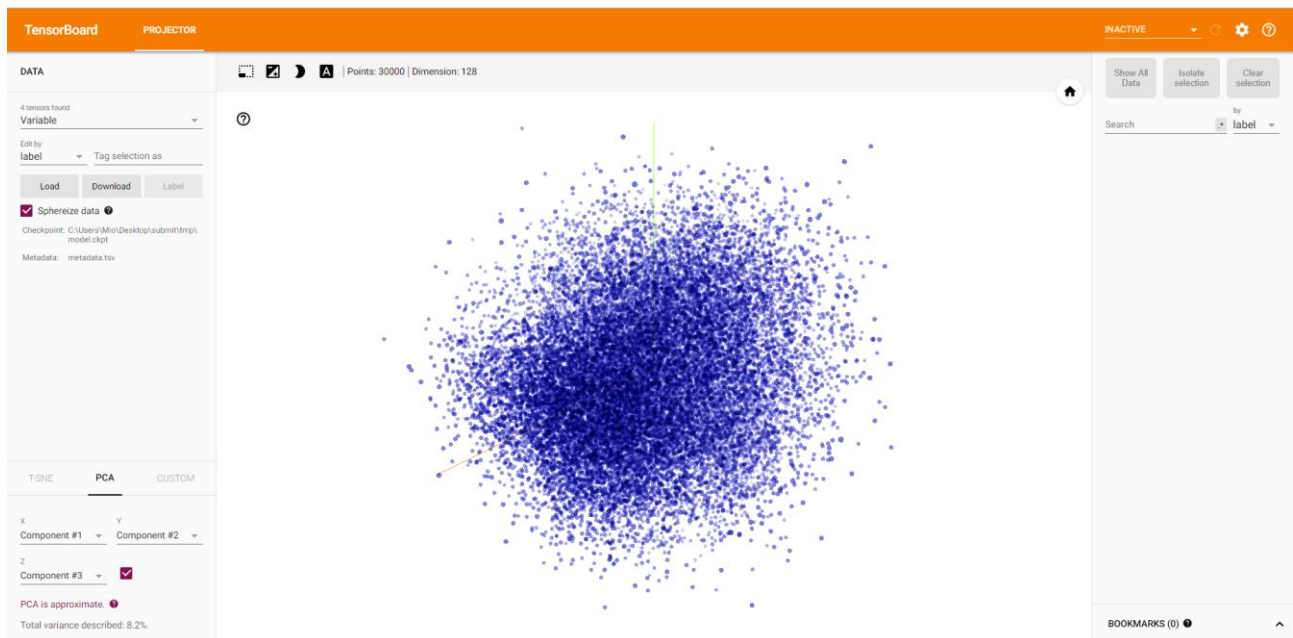 TensorBoard
PROJECTOR
INACTIVE
DATA
Points: 30000 | Dimension: 128
4 tensors found
Variable
Edit by
label
Tag selection as
Load
Download
Label
Sphereize data
Checkpoint: C:\Users\Mio\Desktop\submit\tmp\
model.ckpt
Metadata: metadata.tsv
T-SNE
PCA
CUSTOM
X
Component #1
Y
Component #2
Z
Component #3
PCA is approximate.
Total variance described: 8.2%.
Show All
Data
Isolate
selection
Clear
selection
Search
.*
by
label
BOOKMARKS (0)